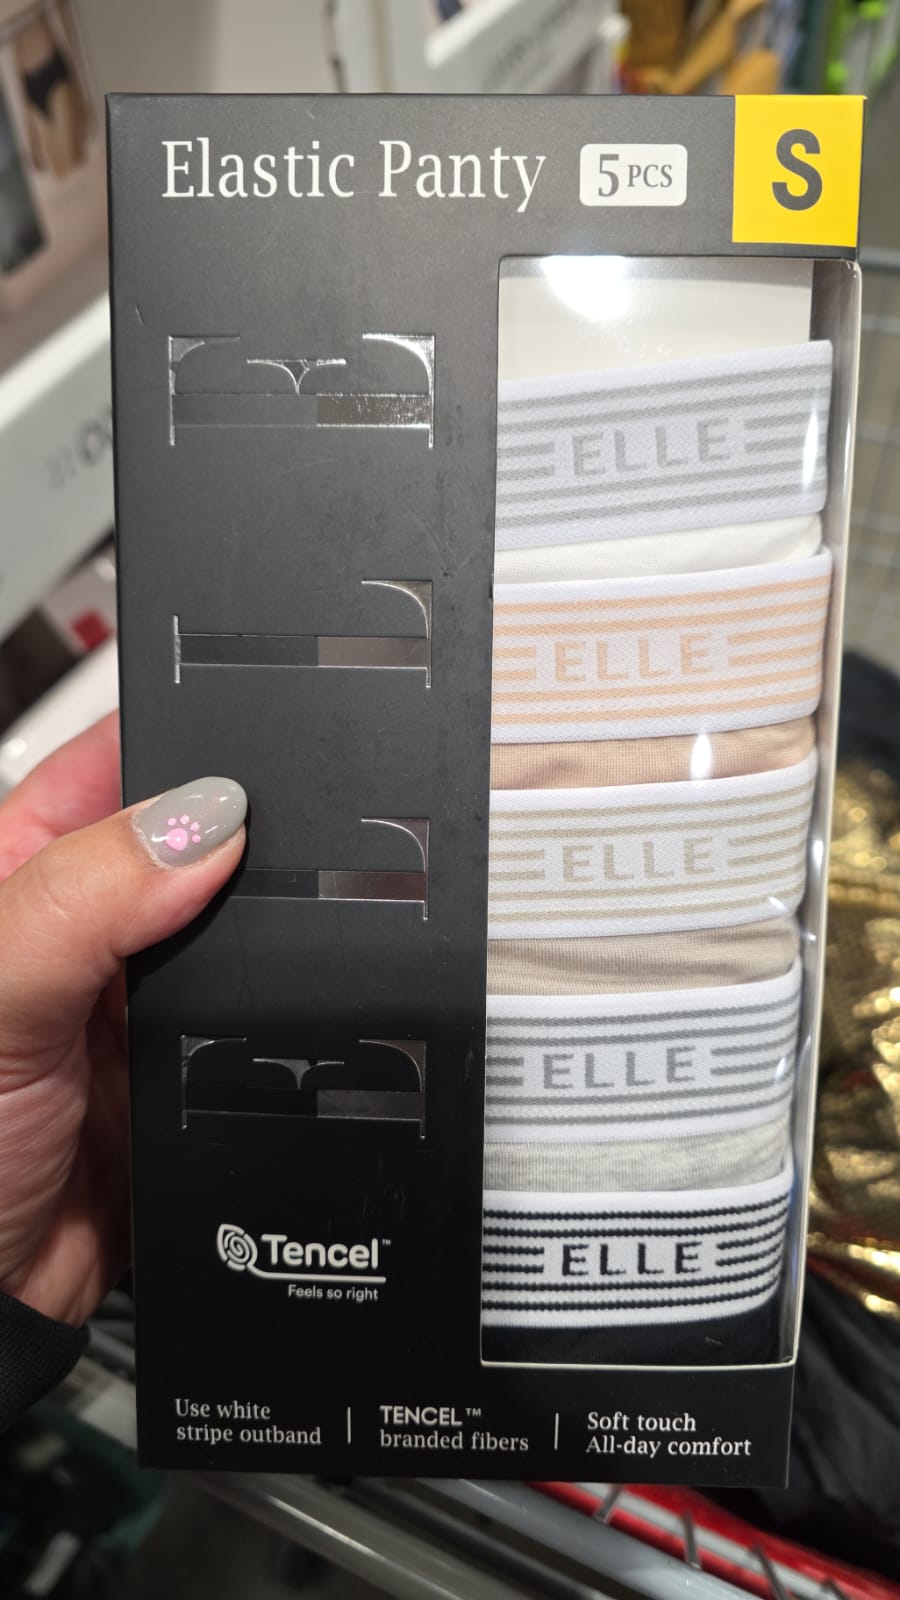 Elastic Panty 5 PCS S
ELLE
ELLE
ELLE
ELLE
ELLE
ELLE
Tencel™
Feels so right
Use white
stripe outband
TENCEL™
branded fibers
Soft touch
All-day comfort